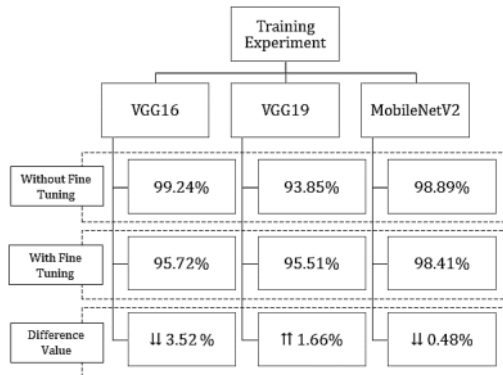 Training
Experiment
VGG16
VGG19
MobileNetV2
Without Fine
Tuning
99.24%
93.85%
98.89%
With Fine
Tuning
95.72%
95.51%
98.41%
Difference
Value
⇊ 3.52 %
⇈ 1.66%
⇊ 0.48%